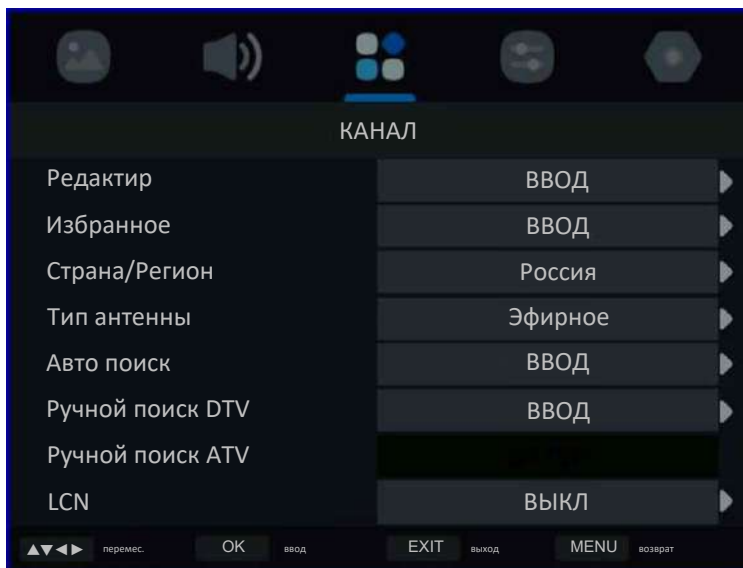 КАНАЛ
Редактир ВВОД
Избранное ВВОД
Страна/Регион Россия
Тип антенны Эфирное
Авто поиск ВВОД
Ручной поиск DTV ВВОД
Ручной поиск ATV
LCN ВЫКЛ
▲▼◄► перемес. OK ввод EXIT выход MENU возврат